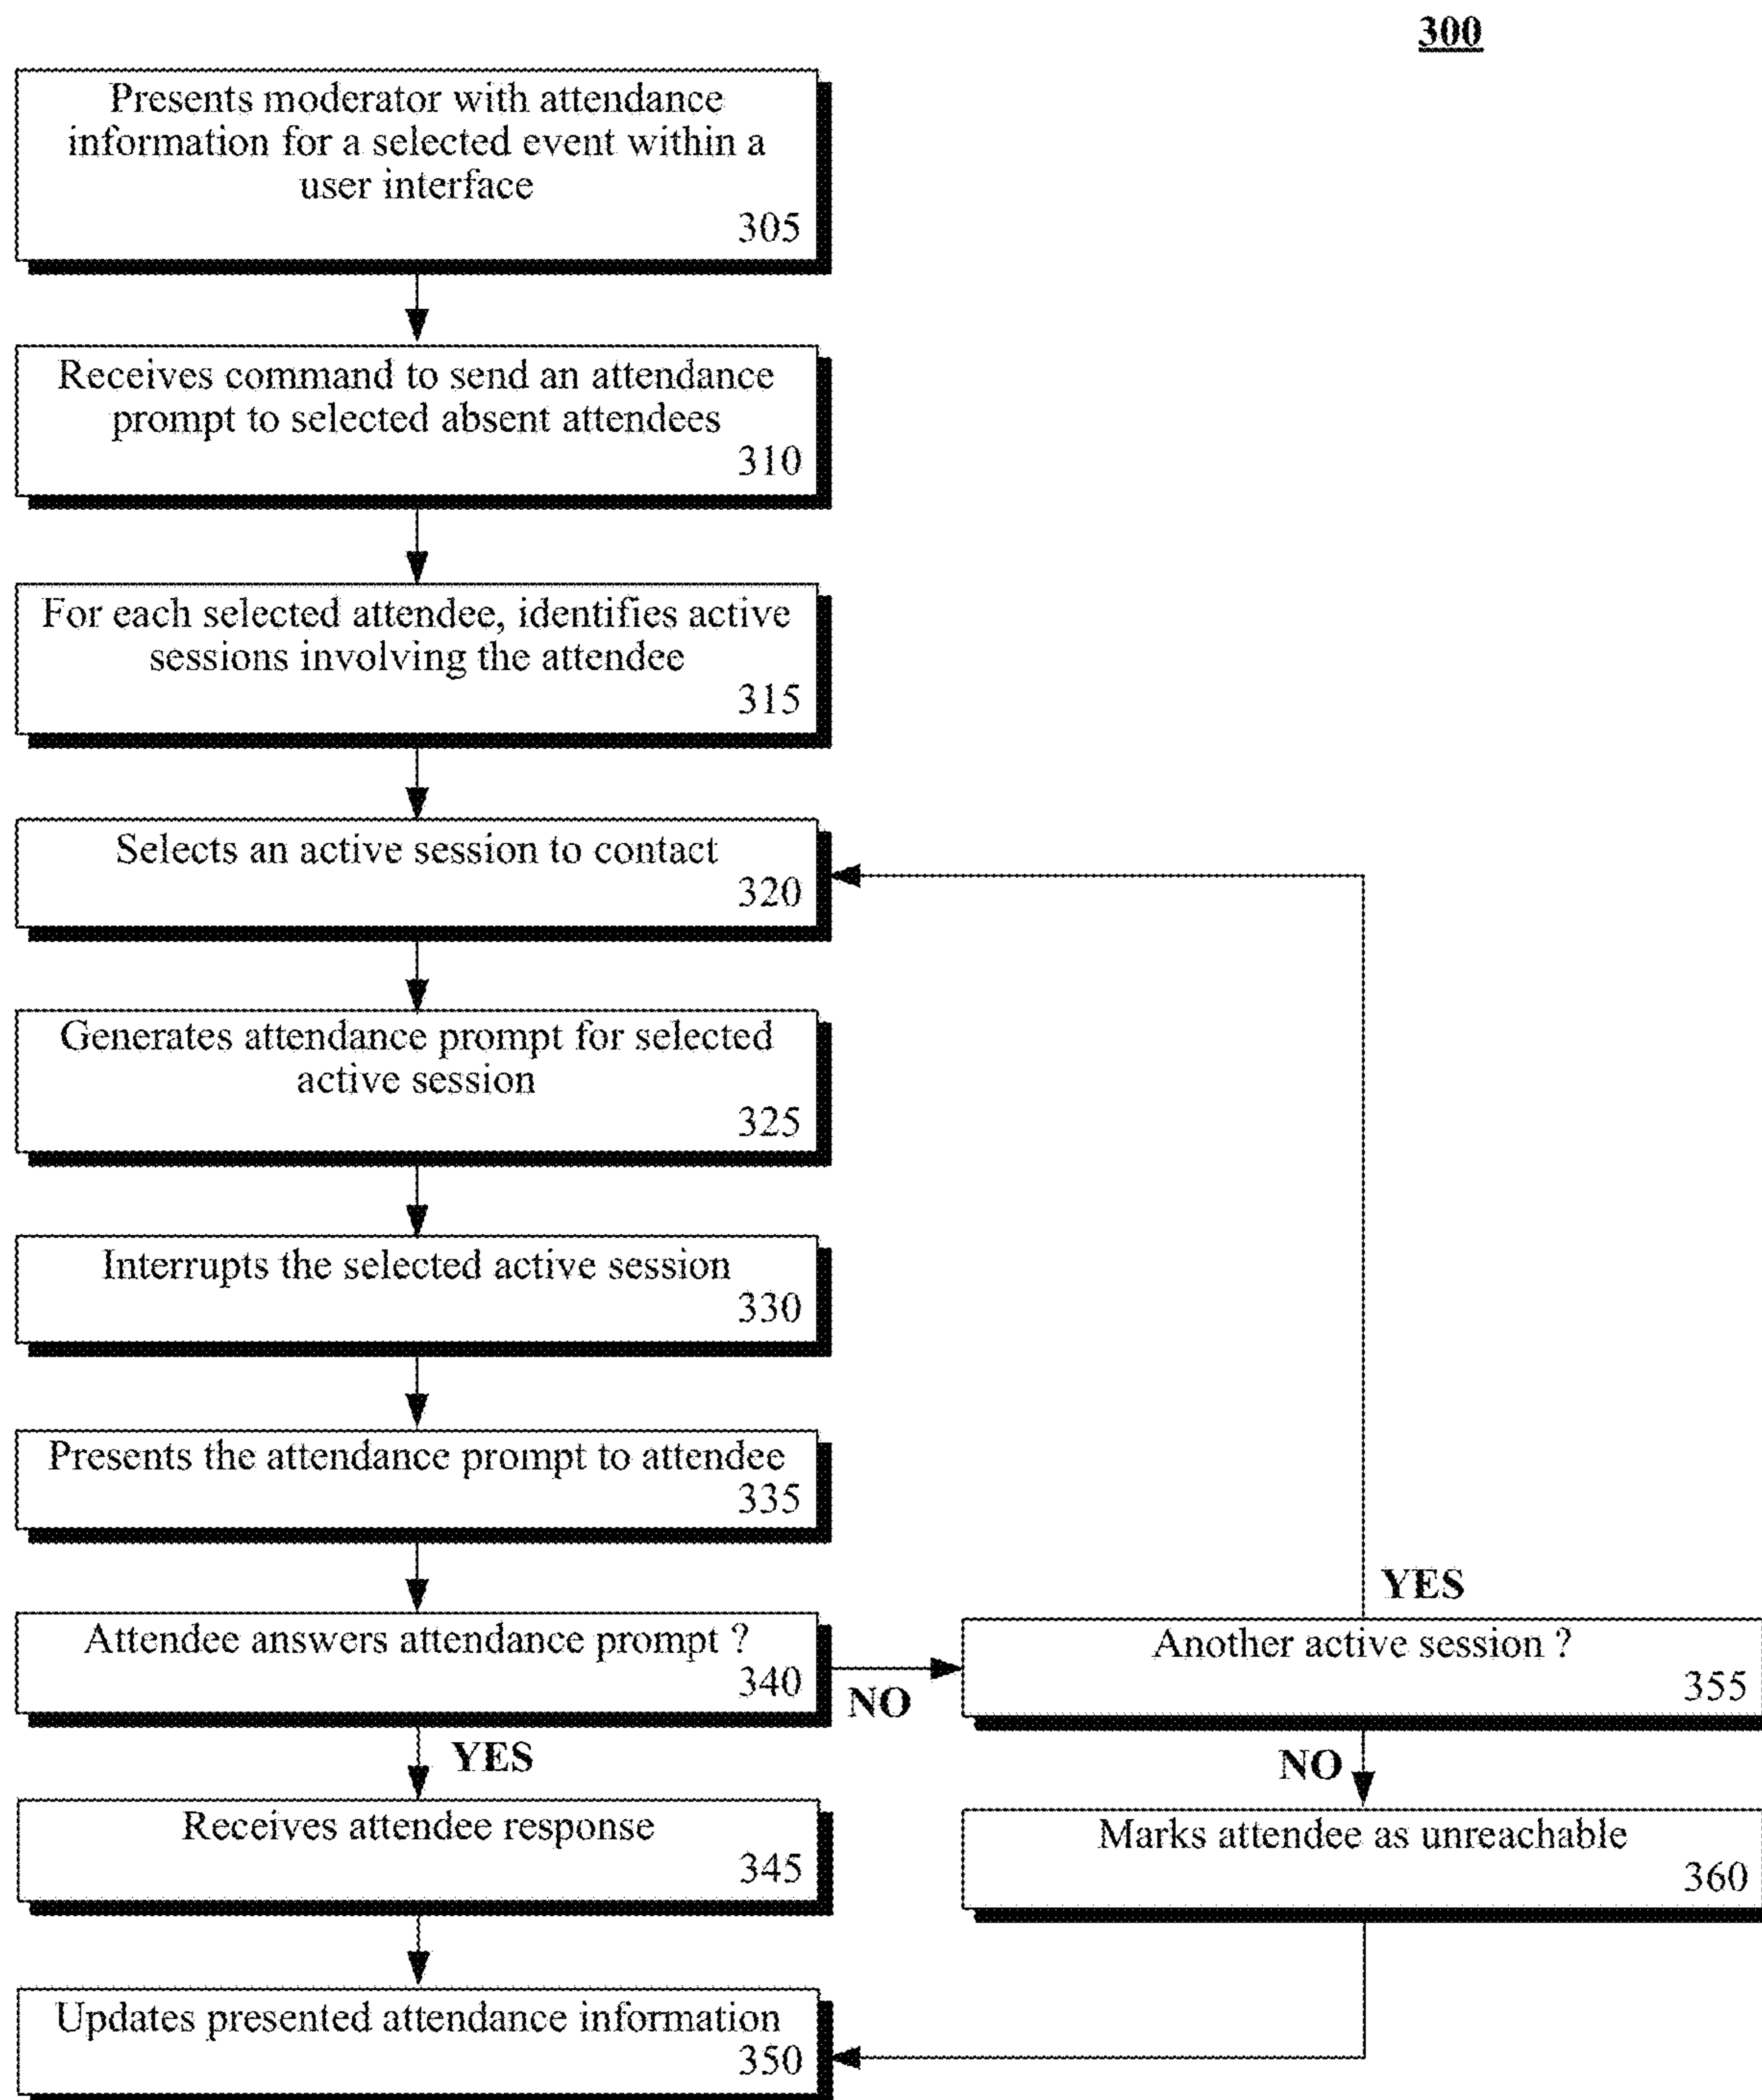 300
Presents moderator with attendance
information for a selected event within a
user interface
305
Receives command to send an attendance
prompt to selected absent attendees
310
For each selected attendee, identifies active
sessions involving the attendee
315
Selects an active session to contact
320
Generates attendance prompt for selected
active session
325
Interrupts the selected active session
330
Presents the attendance prompt to attendee
335
Attendee answers attendance prompt ?
340
NO
YES
Another active session ?
355
YES
NO
Receives attendee response
345
Marks attendee as unreachable
360
Updates presented attendance information
350